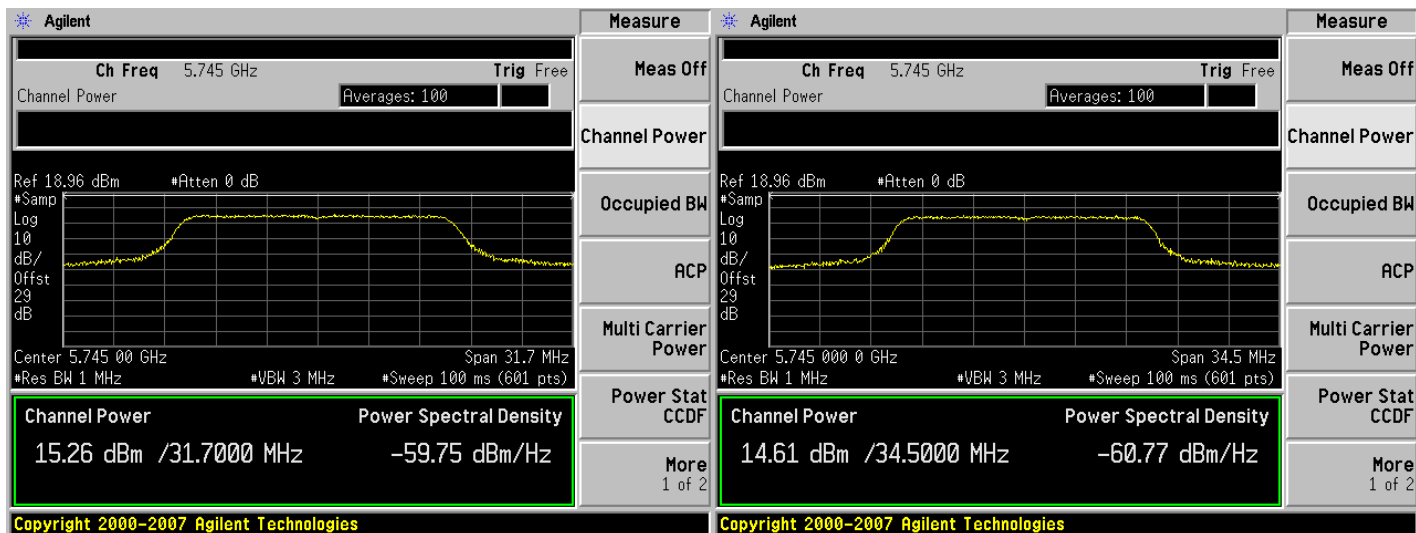 Agilent
Measure
Ch Freq 5.745 GHz Trig Free
Channel Power Averages: 100
Ref 18.96 dBm #Atten 0 dB
#Samp
Log
10
dB/
Offst
29
dB
Center 5.745 00 GHz Span 31.7 MHz
#Res BW 1 MHz #VBW 3 MHz #Sweep 100 ms (601 pts)
Channel Power Power Spectral Density
15.26 dBm /31.7000 MHz -59.75 dBm/Hz
Meas Off
Channel Power
Occupied BW
ACP
Multi Carrier
Power
Power Stat
CCDF
More
1 of 2
Copyright 2000-2007 Agilent Technologies
Agilent
Measure
Ch Freq 5.745 GHz Trig Free
Channel Power Averages: 100
Ref 18.96 dBm #Atten 0 dB
#Samp
Log
10
dB/
Offst
29
dB
Center 5.745 000 0 GHz Span 34.5 MHz
#Res BW 1 MHz #VBW 3 MHz #Sweep 100 ms (601 pts)
Channel Power Power Spectral Density
14.61 dBm /34.5000 MHz -60.77 dBm/Hz
Meas Off
Channel Power
Occupied BW
ACP
Multi Carrier
Power
Power Stat
CCDF
More
1 of 2
Copyright 2000-2007 Agilent Technologies